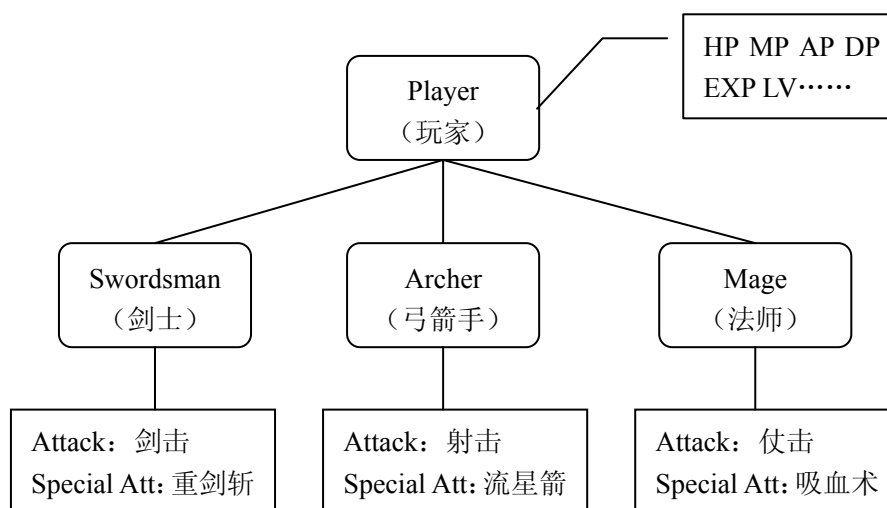 HP MP AP DP
EXP LV……
Player
（玩家）
Swordsman
（剑士）
Archer
（弓箭手）
Mage
（法师）
Attack：剑击
Special Att：重剑斩
Attack：射击
Special Att：流星箭
Attack：仗击
Special Att：吸血术